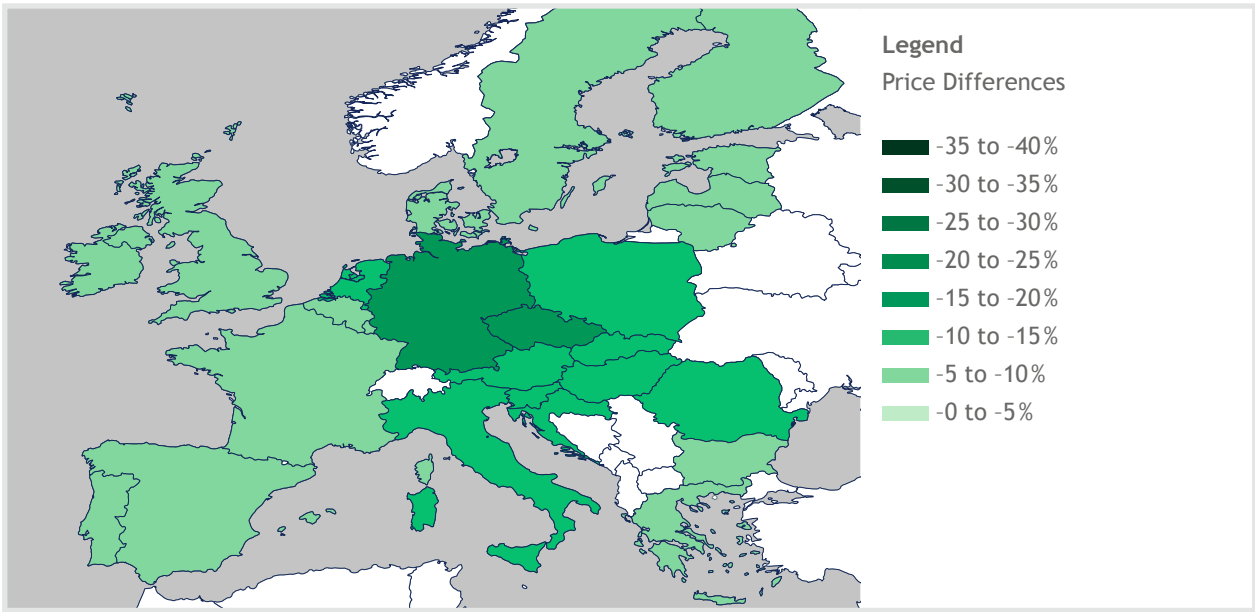 Legend
Price Differences
-35 to -40%
-30 to -35%
-25 to -30%
-20 to -25%
-15 to -20%
-10 to -15%
-5 to -10%
-0 to -5%